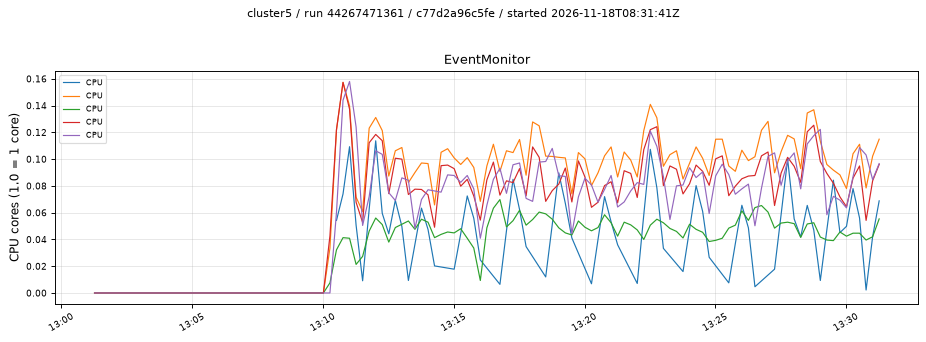 cluster5 / run 44267471361 / c77d2a96c5fe / started 2026-11-18T08:31:41Z
EventMonitor
CPU cores (1.0 = 1 core)
0.16
0.14
0.12
0.10
0.08
0.06
0.04
0.02
0.00
CPU
CPU
CPU
CPU
CPU
13:00
13:05
13:10
13:15
13:20
13:25
13:30